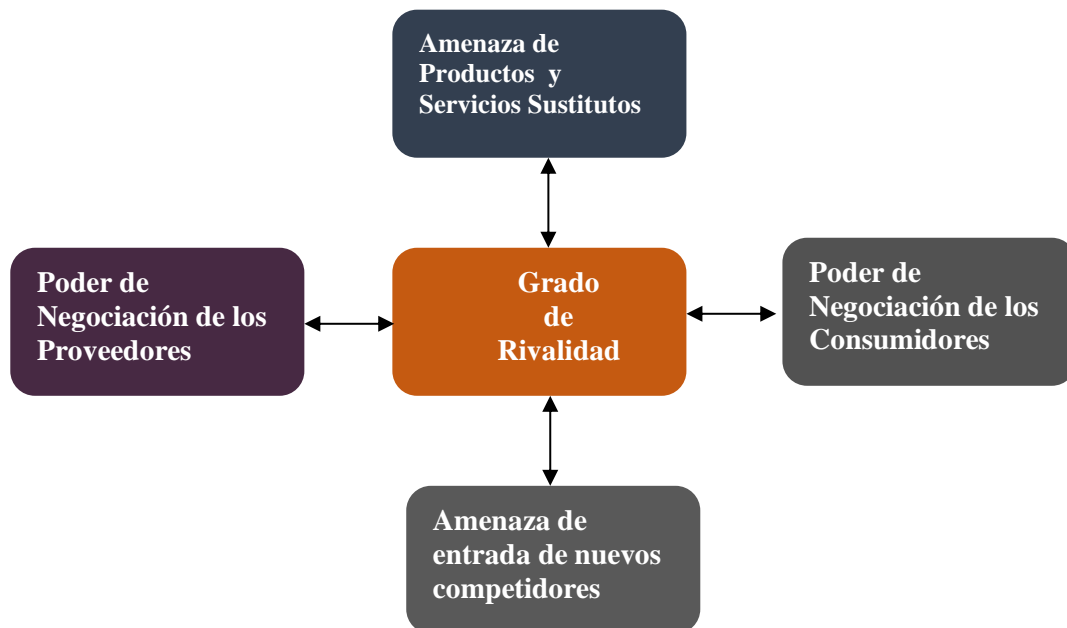 Amenaza de
Productos y
Servicios Sustitutos
Poder de
Negociación de los
Proveedores
Grado
de
Rivalidad
Poder de
Negociación de los
Consumidores
Amenaza de
entrada de nuevos
competidores